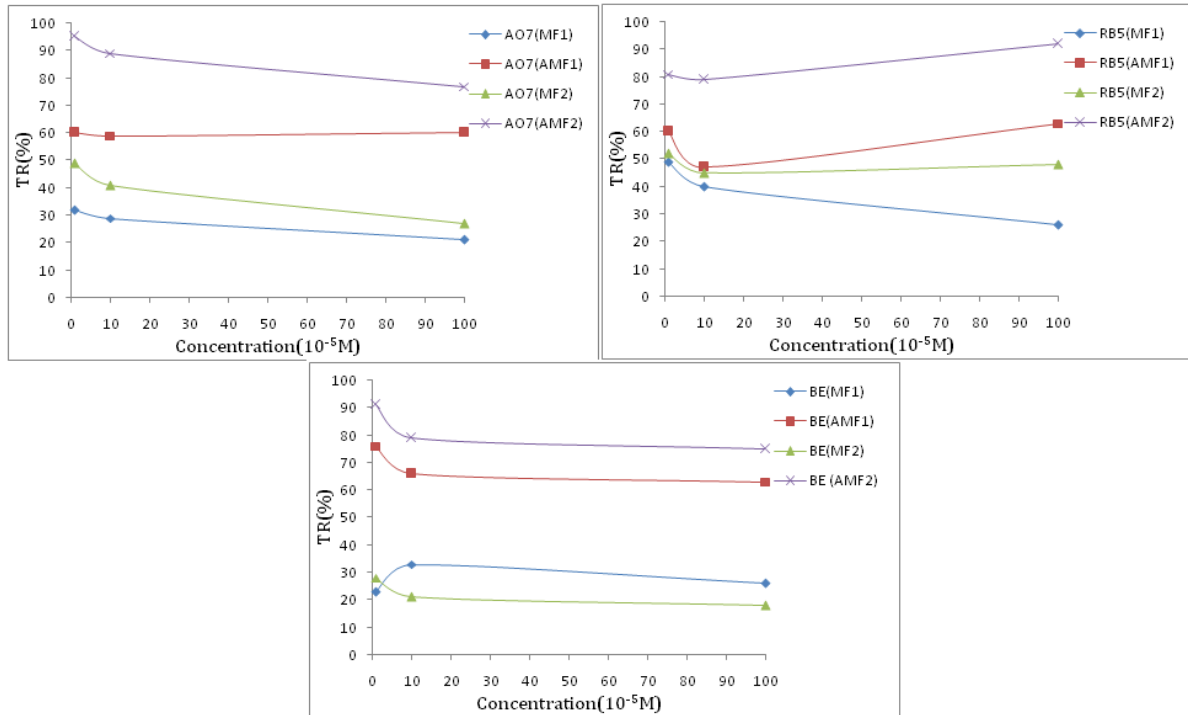 100
90
80
70
60
50
40
30
20
10
0
TR(%)
0 10 20 30 40 50 60 70 80 90 100
Concentration(10⁻⁵M)
AO7(MF1)
AO7(AMF1)
AO7(MF2)
AO7(AMF2)
100
90
80
70
60
50
40
30
20
10
0
TR(%)
0 10 20 30 40 50 60 70 80 90 100
Concentration(10⁻⁵M)
RB5(MF1)
RB5(AMF1)
RB5(MF2)
RB5(AMF2)
100
90
80
70
60
50
40
30
20
10
0
TR(%)
0 10 20 30 40 50 60 70 80 90 100
Concentration(10⁻⁵M)
BE(MF1)
BE(AMF1)
BE(MF2)
BE (AMF2)